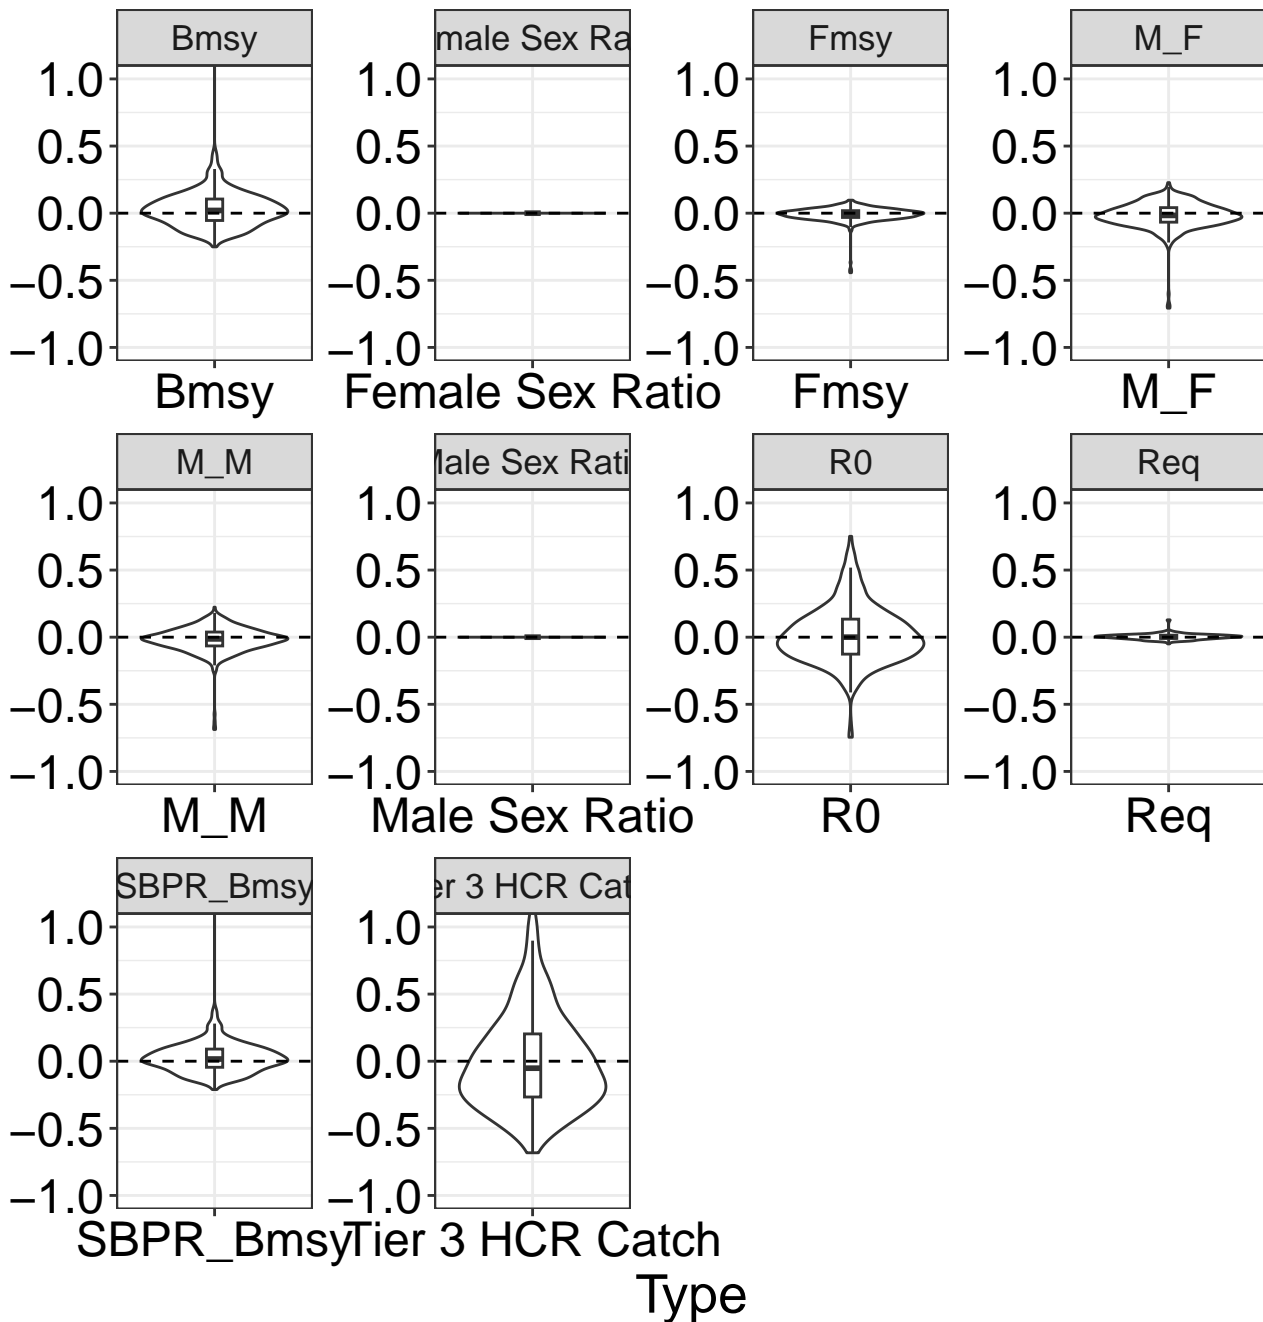 Bmsy male Sex Ra Fmsy M_F
1.0 1.0 1.0 1.0
0.5 0.5 0.5 0.5
0.0 0.0 0.0 0.0
−0.5 −0.5 −0.5 −0.5
−1.0 −1.0 −1.0 −1.0
Bmsy Female Sex Ratio Fmsy M_F
M_M Male Sex Rati R0 Req
1.0 1.0 1.0 1.0
0.5 0.5 0.5 0.5
0.0 0.0 0.0 0.0
−0.5 −0.5 −0.5 −0.5
−1.0 −1.0 −1.0 −1.0
M_M Male Sex Ratio R0 Req
SBPR_Bmsy er 3 HCR Cat
1.0 1.0
0.5 0.5
0.0 0.0
−0.5 −0.5
−1.0 −1.0
SBPR_Bmsy Tier 3 HCR Catch
Type